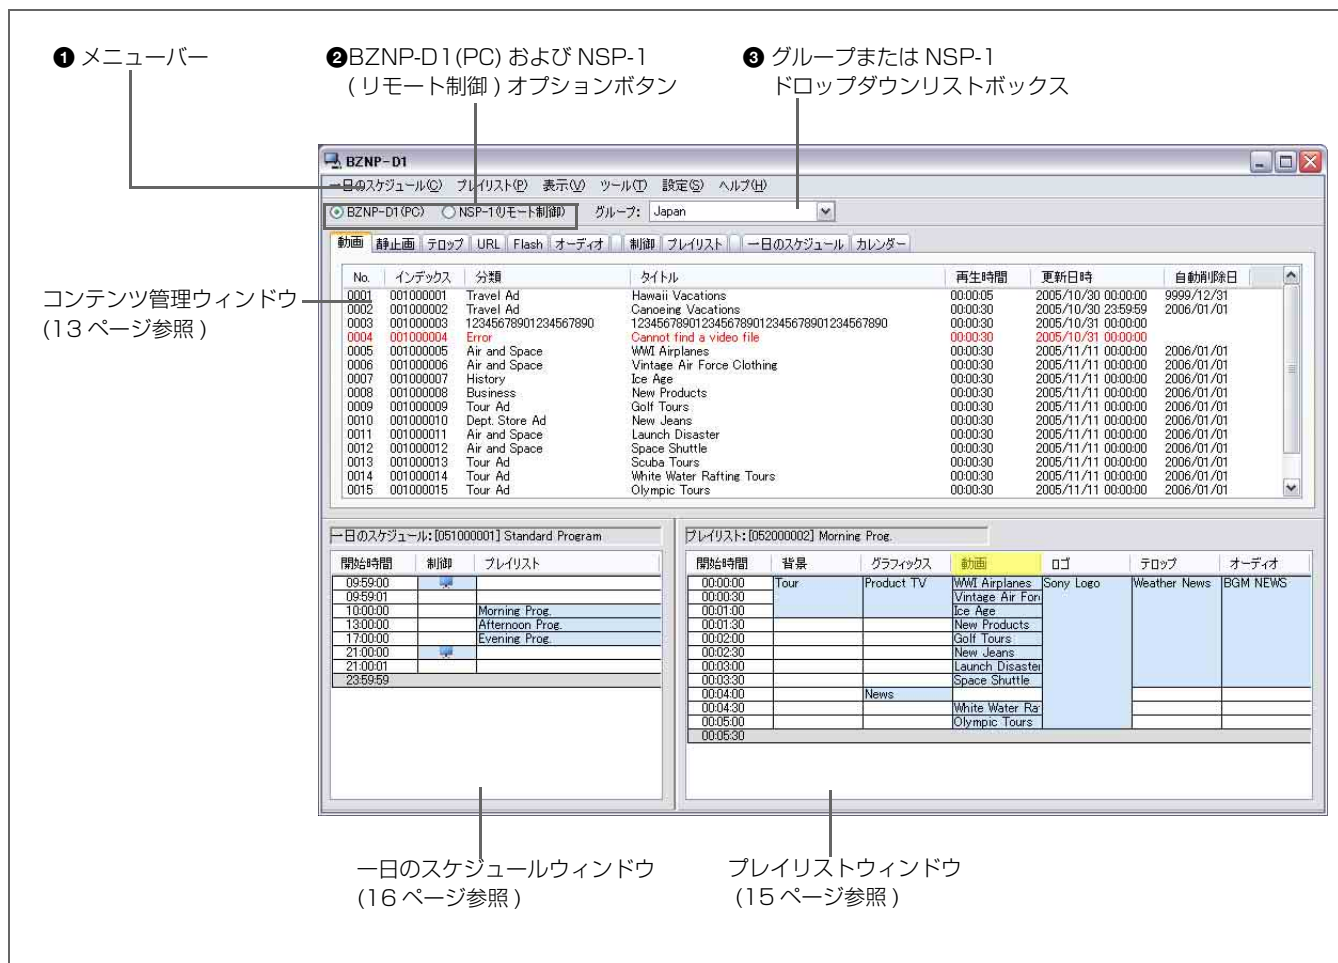 ❶ メニューバー
❷BZNP-D1(PC) および NSP-1
( リモート制御 ) オプションボタン
❸ グループまたは NSP-1
ドロップダウンリストボックス
BZNP-D1
一日のスケジュール(C) プレイリスト(P) 表示(V) ツール(T) 設定(S) ヘルプ(H)
BZNP-D1(PC) NSP-1(リモート制御) グループ: Japan
動画 静止画 テロップ URL Flash オーディオ 制御 プレイリスト 一日のスケジュール カレンダー
コンテンツ管理ウィンドウ
(13 ページ参照 )
No. インデックス 分類 タイトル 再生時間 更新日時 自動削除日
0001 001000001 Travel Ad Hawaii Vacations 00:00:05 2005/10/30 00:00:00 9999/12/31
0002 001000002 Travel Ad Canoeing Vacations 00:00:30 2005/10/30 23:59:59 2006/01/01
0003 001000003 12345678901234567890 1234567890123456789012345678901234567890 00:00:30 2005/10/31 00:00:00
0004 001000004 Error Cannot find a video file 00:00:30 2005/10/31 00:00:00
0005 001000005 Air and Space WWI Airplanes 00:00:30 2005/11/11 00:00:00 2006/01/01
0006 001000006 Air and Space Vintage Air Force Clothing 00:00:30 2005/11/11 00:00:00 2006/01/01
0007 001000007 History Ice Age 00:00:30 2005/11/11 00:00:00 2006/01/01
0008 001000008 Business New Products 00:00:30 2005/11/11 00:00:00 2006/01/01
0009 001000009 Tour Ad Golf Tours 00:00:30 2005/11/11 00:00:00 2006/01/01
0010 001000010 Dept. Store Ad New Jeans 00:00:30 2005/11/11 00:00:00 2006/01/01
0011 001000011 Air and Space Launch Disaster 00:00:30 2005/11/11 00:00:00 2006/01/01
0012 001000012 Air and Space Space Shuttle 00:00:30 2005/11/11 00:00:00 2006/01/01
0013 001000013 Tour Ad Scuba Tours 00:00:30 2005/11/11 00:00:00 2006/01/01
0014 001000014 Tour Ad White Water Rafting Tours 00:00:30 2005/11/11 00:00:00 2006/01/01
0015 001000015 Tour Ad Olympic Tours 00:00:30 2005/11/11 00:00:00 2006/01/01
一日のスケジュール: [051000001] Standard Program
開始時間 制御 プレイリスト
09:59:00
09:59:01
10:00:00 Morning Prog.
13:00:00 Afternoon Prog.
17:00:00 Evening Prog.
21:00:00
21:00:01
23:59:59
プレイリスト: [052000002] Morning Prog.
開始時間 背景 グラフィックス 動画 ロゴ テロップ オーディオ
00:00:00 Tour Product TV WWI Airplanes Sony Logo Weather News BGM NEWS
00:00:30 Vintage Air For
00:01:00 Ice Age
00:01:30 New Products
00:02:00 Golf Tours
00:02:30 New Jeans
00:03:00 Launch Disaster
00:03:30 Space Shuttle
00:04:00 News
00:04:30 White Water Ra
00:05:00 Olympic Tours
00:05:30
一日のスケジュールウィンドウ
(16 ページ参照 )
プレイリストウィンドウ
(15 ページ参照 )